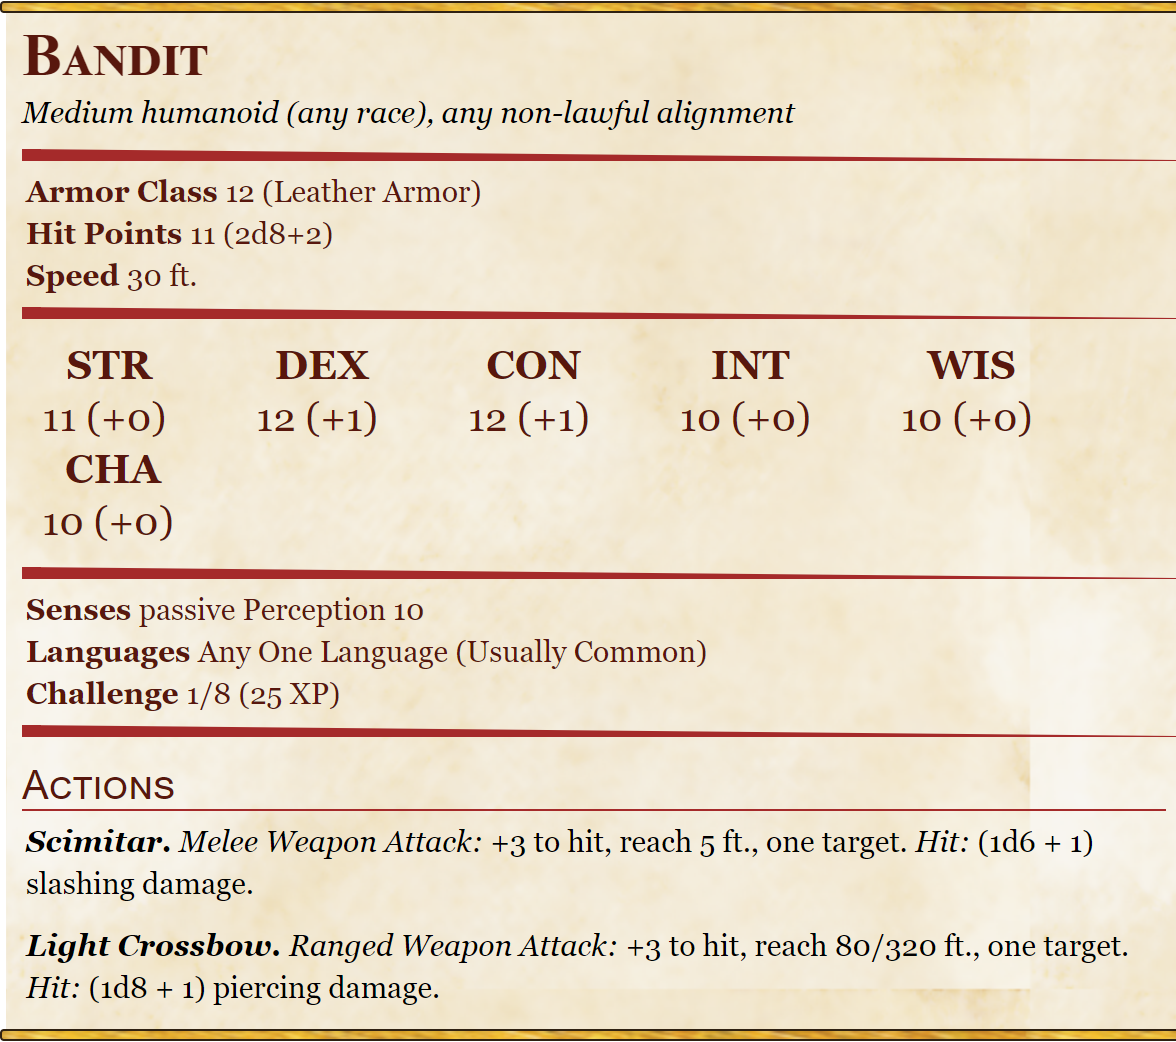 Bandit
Medium humanoid (any race), any non-lawful alignment
Armor Class 12 (Leather Armor)
Hit Points 11 (2d8+2)
Speed 30 ft.
STR DEX CON INT WIS
11 (+0) 12 (+1) 12 (+1) 10 (+0) 10 (+0)
CHA
10 (+0)
Senses passive Perception 10
Languages Any One Language (Usually Common)
Challenge 1/8 (25 XP)
Actions
Scimitar. Melee Weapon Attack: +3 to hit, reach 5 ft., one target. Hit: (1d6 + 1)
slashing damage.
Light Crossbow. Ranged Weapon Attack: +3 to hit, reach 80/320 ft., one target.
Hit: (1d8 + 1) piercing damage.